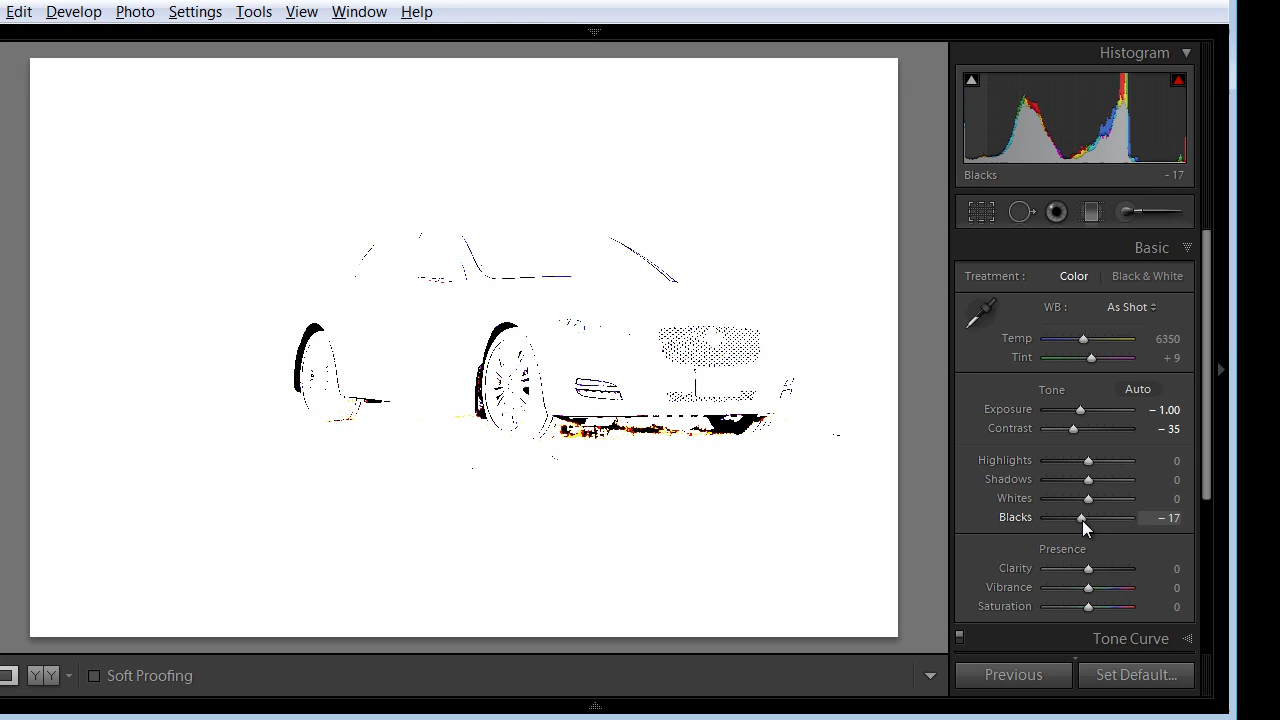 Edit Develop Photo Settings Tools View Window Help
Histogram
Blacks - 17
Basic
Treatment : Color Black & White
WB : As Shot
Temp 6350
Tint + 9
Tone Auto
Exposure - 1.00
Contrast - 35
Highlights 0
Shadows 0
Whites 0
Blacks - 17
Presence
Clarity 0
Vibrance 0
Saturation 0
Tone Curve
Y Y Soft Proofing
Previous Set Default...